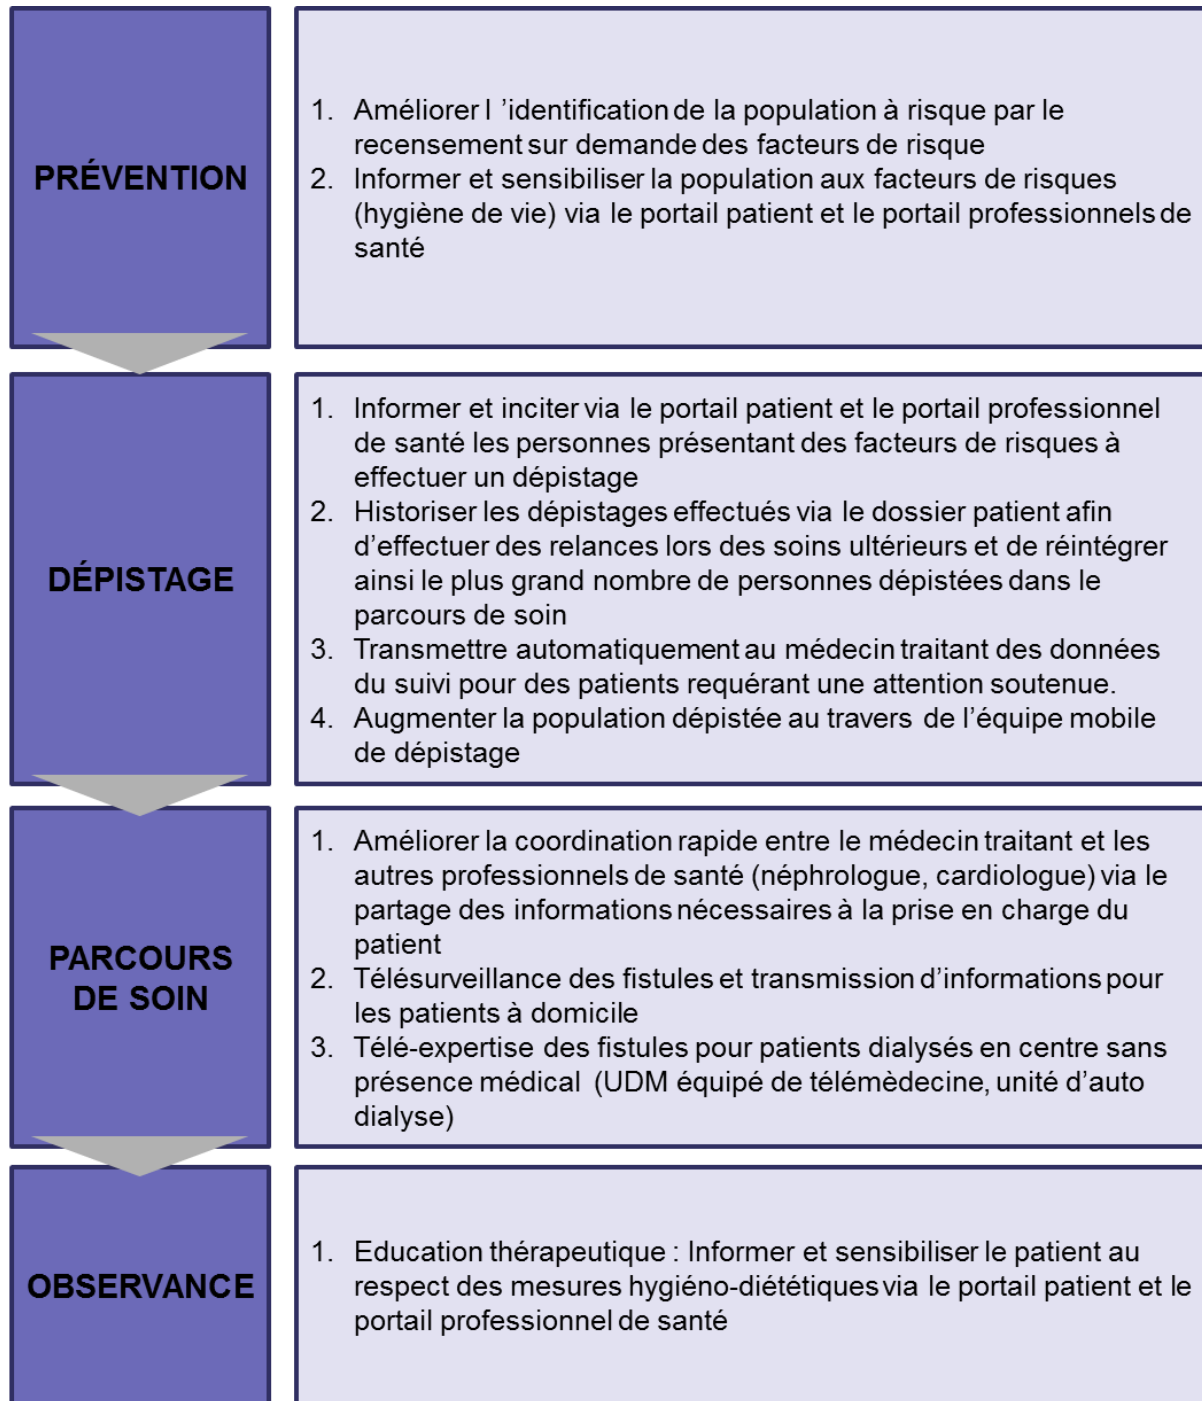 PRÉVENTION
1. Améliorer l ’identification de la population à risque par le
recensement sur demande des facteurs de risque
2. Informer et sensibiliser la population aux facteurs de risques
(hygiène de vie) via le portail patient et le portail professionnels de
santé
DÉPISTAGE
1. Informer et inciter via le portail patient et le portail professionnel
de santé les personnes présentant des facteurs de risques à
effectuer un dépistage
2. Historiser les dépistages effectués via le dossier patient afin
d’effectuer des relances lors des soins ultérieurs et de réintégrer
ainsi le plus grand nombre de personnes dépistées dans le
parcours de soin
3. Transmettre automatiquement au médecin traitant des données
du suivi pour des patients requérant une attention soutenue.
4. Augmenter la population dépistée au travers de l’équipe mobile
de dépistage
PARCOURS
DE SOIN
1. Améliorer la coordination rapide entre le médecin traitant et les
autres professionnels de santé (néphrologue, cardiologue) via le
partage des informations nécessaires à la prise en charge du
patient
2. Télésurveillance des fistules et transmission d’informations pour
les patients à domicile
3. Télé-expertise des fistules pour patients dialysés en centre sans
présence médical (UDM équipé de télémèdecine, unité d’auto
dialyse)
OBSERVANCE
1. Education thérapeutique : Informer et sensibiliser le patient au
respect des mesures hygiéno-diététiques via le portail patient et le
portail professionnel de santé